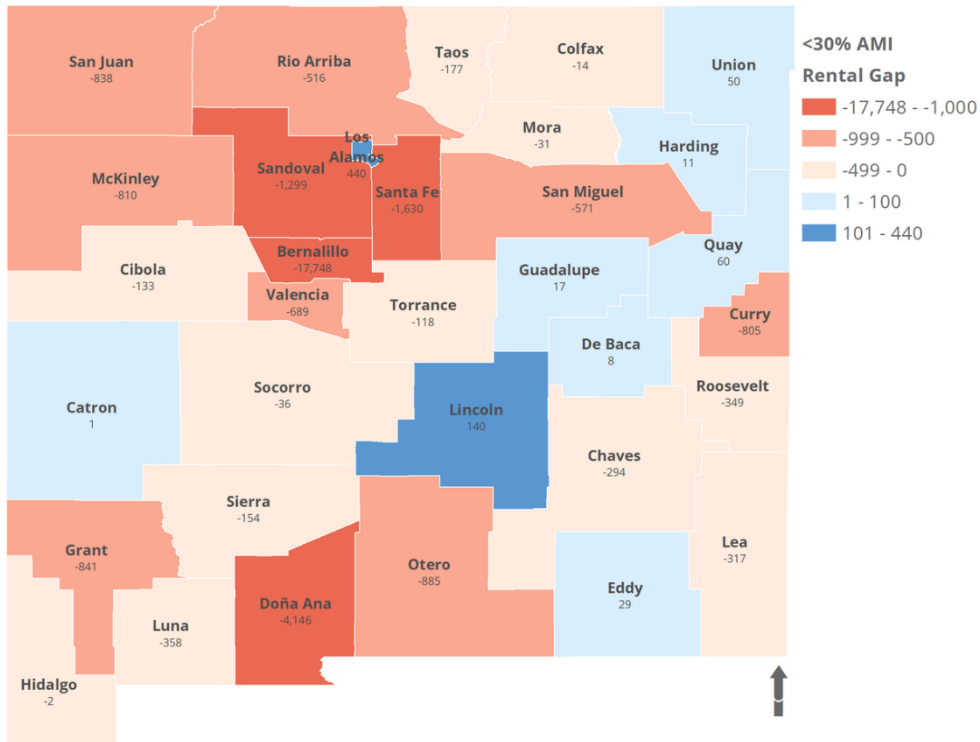 San Juan
-838
Rio Arriba
-516
Taos
-177
Colfax
-14
Union
50
Mora
-31
Harding
11
Los
Alamos
440
Sandoval
-1,299
Santa Fe
-1,630
McKinley
-810
San Miguel
-571
Quay
60
Bernalillo
-17,748
Cibola
-133
Valencia
-689
Torrance
-118
Guadalupe
17
De Baca
8
Curry
-805
Roosevelt
-349
Catron
1
Socorro
-36
Lincoln
140
Chaves
-294
Sierra
-154
Grant
-841
Otero
-885
Lea
-317
Eddy
29
Doña Ana
-4,146
Luna
-358
Hidalgo
-2
<30% AMI
Rental Gap
-17,748 - -1,000
-999 - -500
-499 - 0
1 - 100
101 - 440